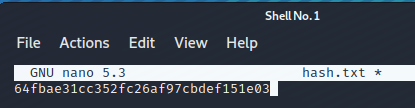 Shell No. 1
File Actions Edit View Help
GNU nano 5.3 hash.txt *
64fbae31cc352fc26af97cbdef151e03